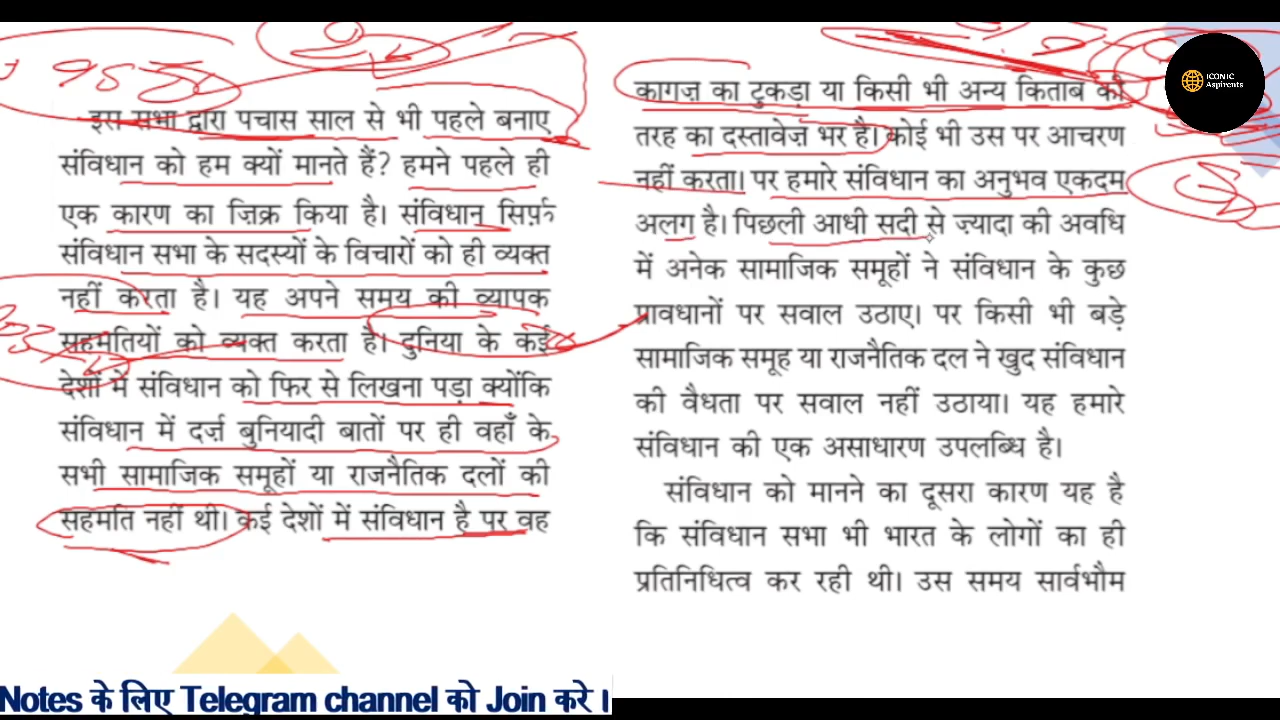 इस सभा द्वारा पचास साल से भी पहले बनाए
संविधान को हम क्यों मानते हैं? हमने पहले ही
एक कारण का ज़िक्र किया है। संविधान सिर्फ़
संविधान सभा के सदस्यों के विचारों को ही व्यक्त
नहीं करता है। यह अपने समय की व्यापक
सहमतियों को व्यक्त करता है। दुनिया के कई
देशों में संविधान को फिर से लिखना पड़ा क्योंकि
संविधान में दर्ज़ बुनियादी बातों पर ही वहाँ के
सभी सामाजिक समूहों या राजनैतिक दलों की
सहमति नहीं थी। कई देशों में संविधान है पर वह
कागज़ का टुकड़ा या किसी भी अन्य किताब की
तरह का दस्तावेज़ भर है। कोई भी उस पर आचरण
नहीं करता। पर हमारे संविधान का अनुभव एकदम
अलग है। पिछली आधी सदी से ज़्यादा की अवधि
में अनेक सामाजिक समूहों ने संविधान के कुछ
प्रावधानों पर सवाल उठाए। पर किसी भी बड़े
सामाजिक समूह या राजनैतिक दल ने खुद संविधान
की वैधता पर सवाल नहीं उठाया। यह हमारे
संविधान की एक असाधारण उपलब्धि है।
संविधान को मानने का दूसरा कारण यह है
कि संविधान सभा भी भारत के लोगों का ही
प्रतिनिधित्व कर रही थी। उस समय सार्वभौम
ICONIC
Aspirents
Notes के लिए Telegram channel को Join करे।